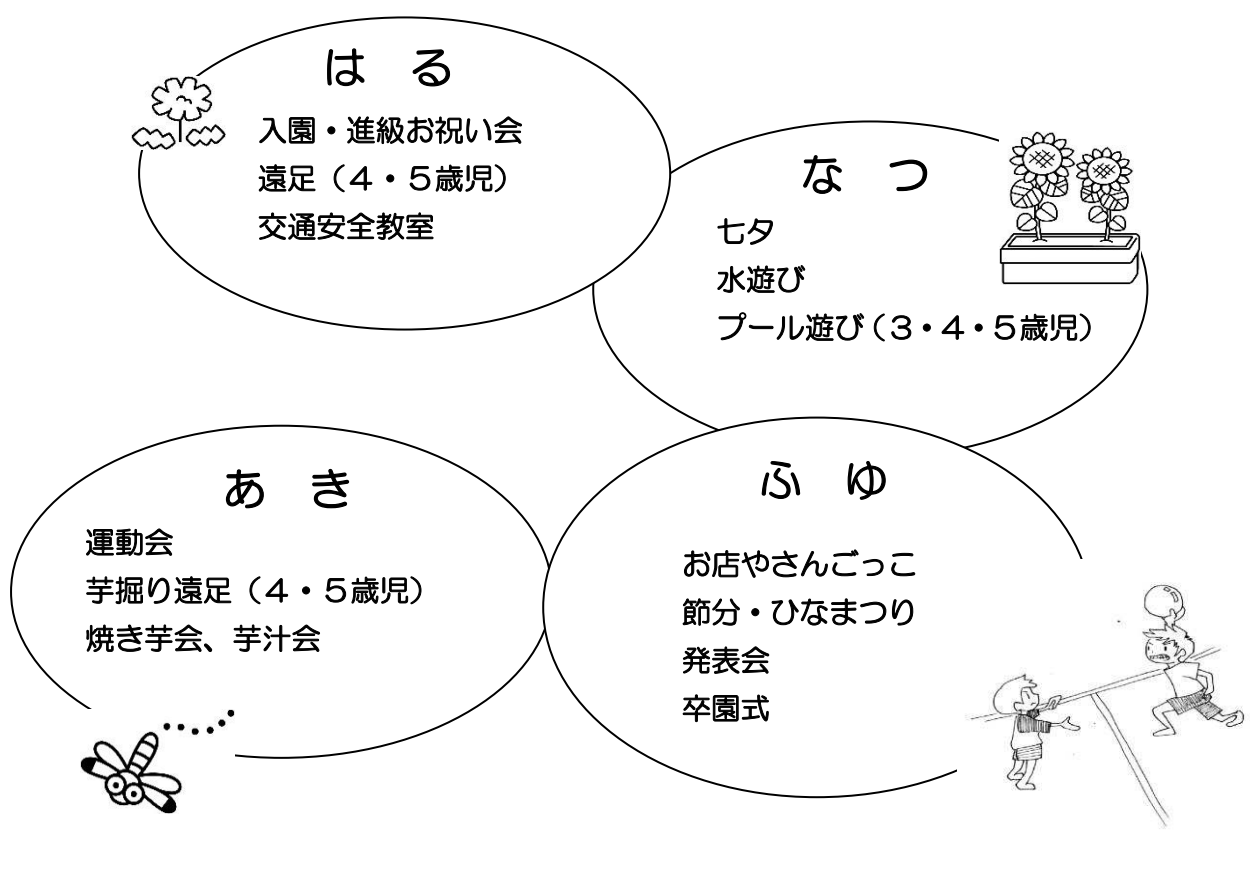 は　る
入園・進級お祝い会
遠足（４・５歳児）
交通安全教室
な　つ
七夕
水遊び
プール遊び（３・４・５歳児）
あ　き
運動会
芋掘り遠足（４・５歳児）
焼き芋会、芋汁会
ふ　ゆ
お店やさんごっこ
節分・ひなまつり
発表会
卒園式